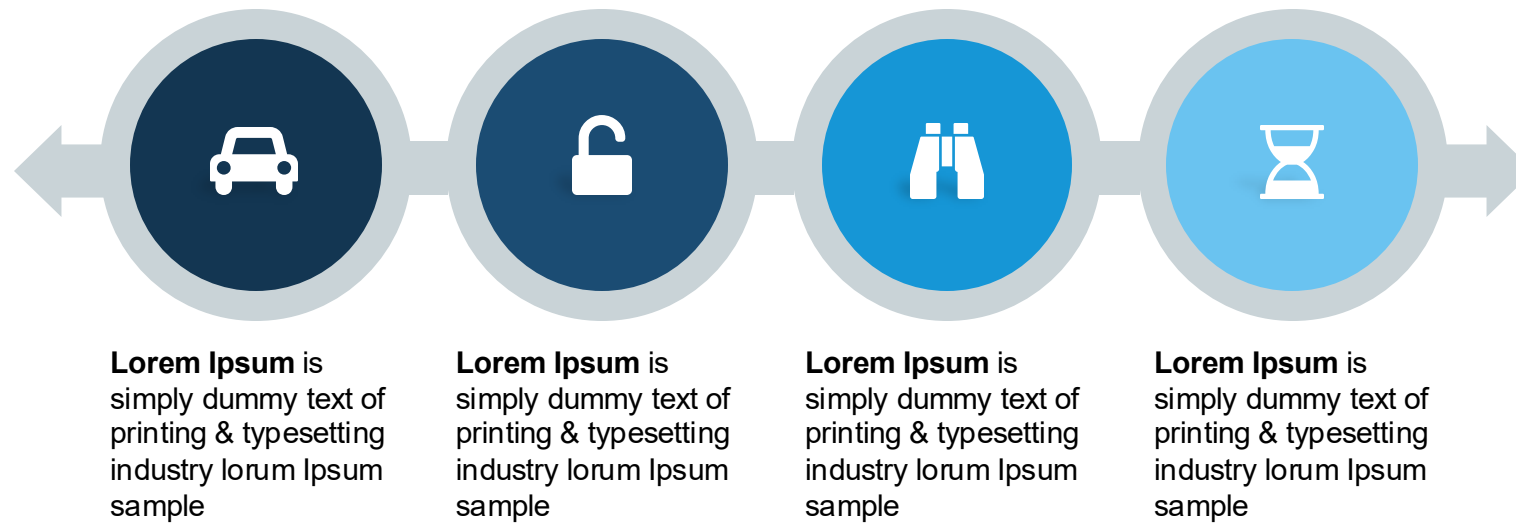 Lorem Ipsum is
simply dummy text of
printing & typesetting
industry lorum Ipsum
sample
Lorem Ipsum is
simply dummy text of
printing & typesetting
industry lorum Ipsum
sample
Lorem Ipsum is
simply dummy text of
printing & typesetting
industry lorum Ipsum
sample
Lorem Ipsum is
simply dummy text of
printing & typesetting
industry lorum Ipsum
sample